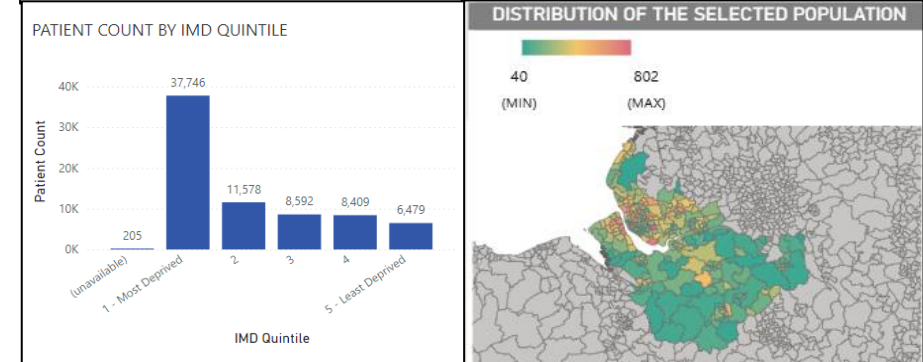 PATIENT COUNT BY IMD QUINTILE
Patient Count
40K
30K
20K
10K
0K
205
37,746
11,578
8,592
8,409
6,479
(unavailable)
1 - Most Deprived
2
3
4
5 - Least Deprived
IMD Quintile
DISTRIBUTION OF THE SELECTED POPULATION
40
802
(MIN)
(MAX)